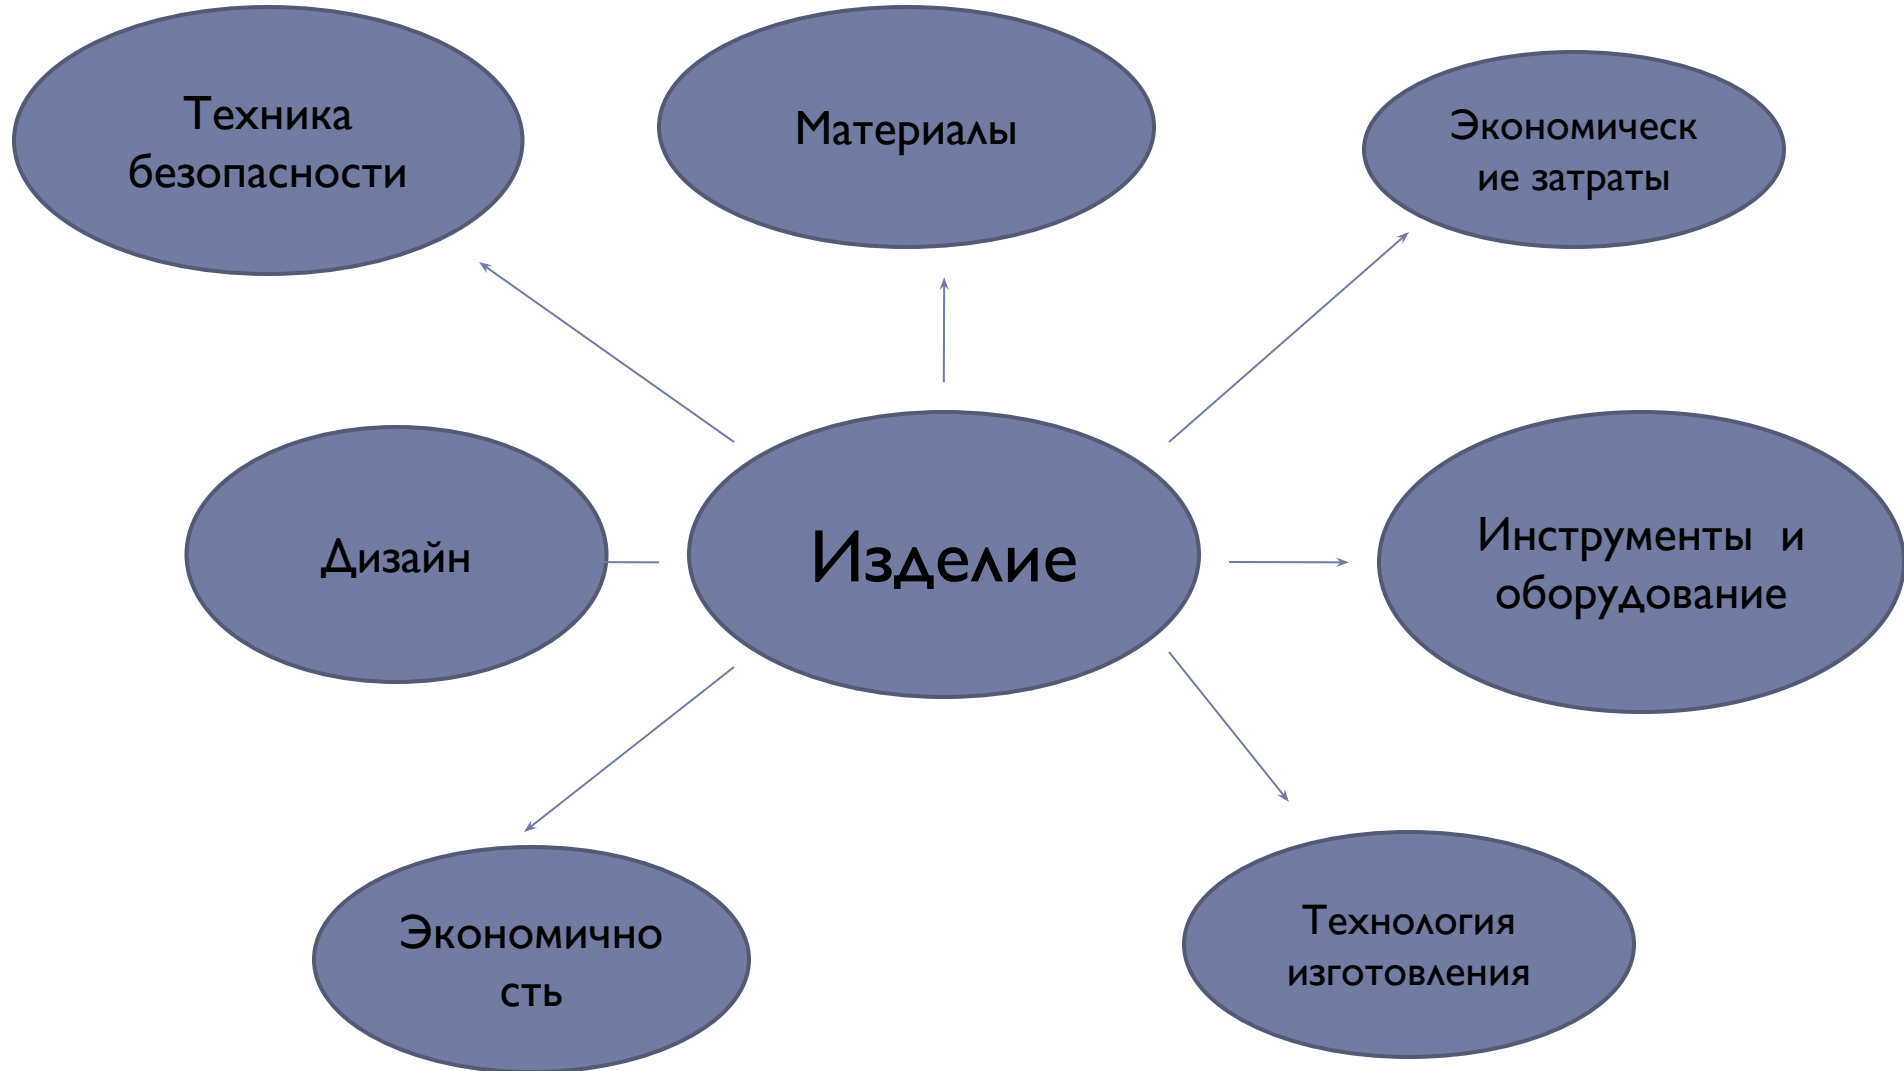 Техника
безопасности
Материалы
Экономическ
ие затраты
Дизайн
Изделие
Инструменты и
оборудование
Экономично
сть
Технология
изготовления